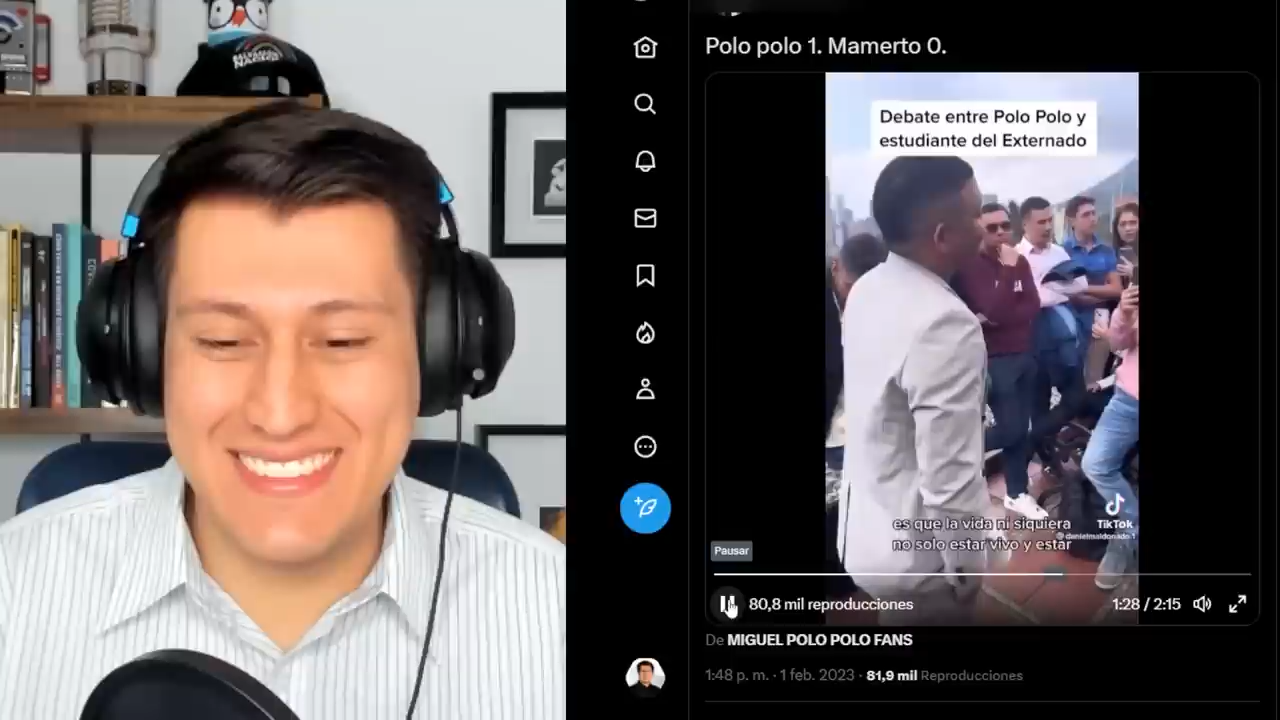 Polo polo 1. Mamerto 0.
Debate entre Polo Polo y
estudiante del Externado
es que la vida ni siquiera
no solo estar vivo y estar
TikTok
Pausar
80,8 mil reproducciones
1:28 / 2:15
De MIGUEL POLO POLO FANS
1:48 p. m. · 1 feb. 2023 · 81,9 mil Reproducciones